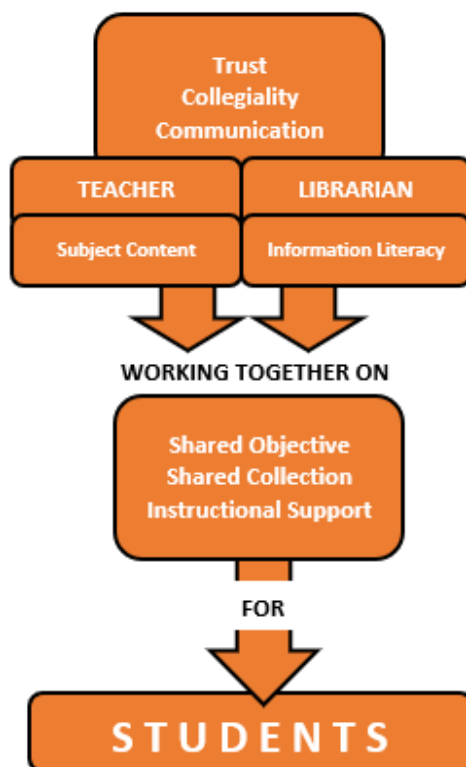 Trust
Collegiality
Communication
TEACHER
LIBRARIAN
Subject Content
Information Literacy
WORKING TOGETHER ON
Shared Objective
Shared Collection
Instructional Support
FOR
STUDENTS